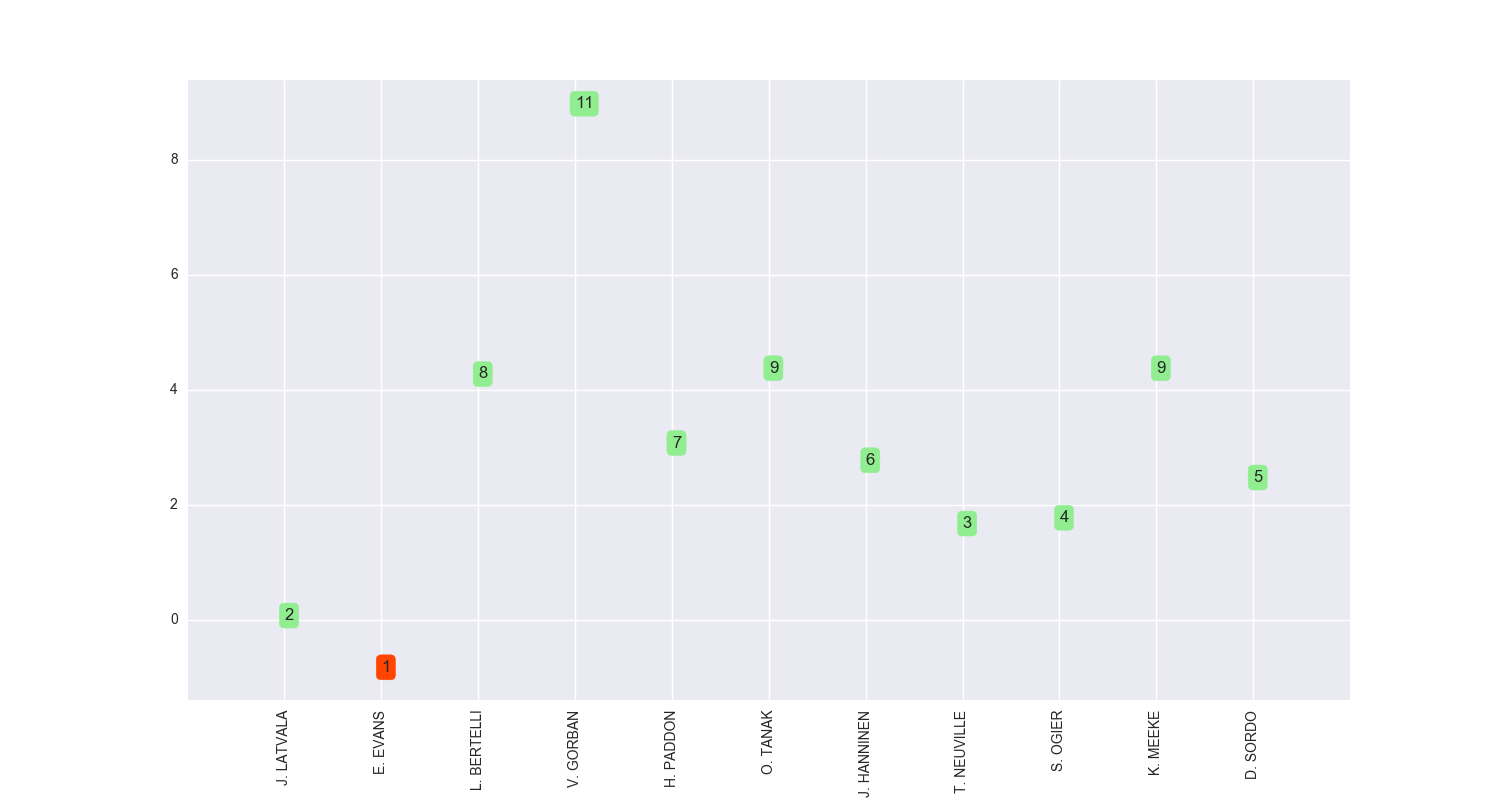 11
8
6
9
9
8
4
7
6
5
4
3
2
2
0
1
J. LATVALA
E. EVANS
L. BERTELLI
V. GORBAN
H. PADDON
O. TANAK
J. HANNINEN
T. NEUVILLE
S. OGIER
K. MEEKE
D. SORDO